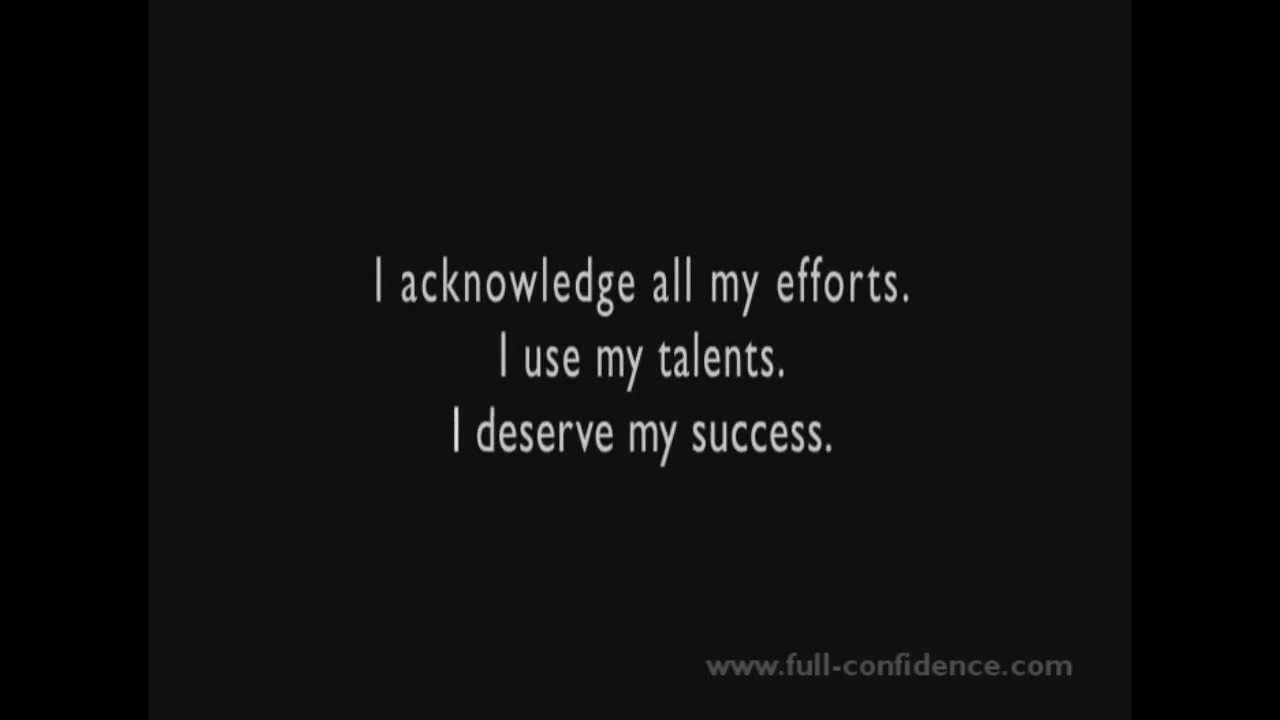 I acknowledge all my efforts.
I use my talents.
I deserve my success.
www.full-confidence.com